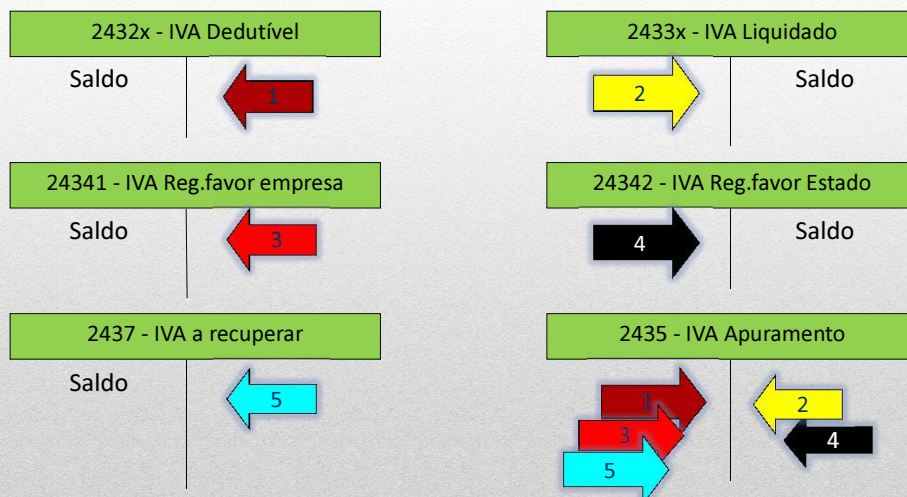 2432x - IVA Dedutível
2433x - IVA Liquidado
Saldo
1
2
Saldo
24341 - IVA Reg.favor empresa
24342 - IVA Reg.favor Estado
Saldo
3
4
Saldo
2437 - IVA a recuperar
2435 - IVA Apuramento
Saldo
5
1
2
3
4
5